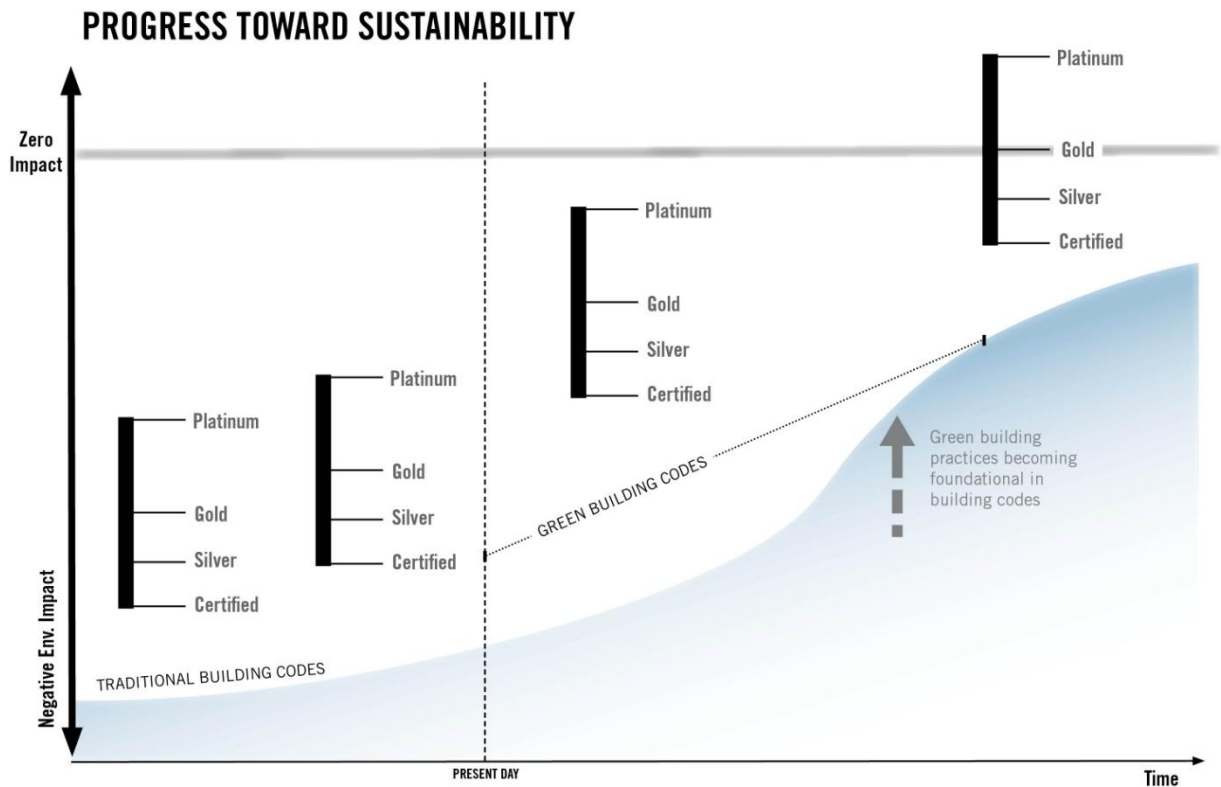 PROGRESS TOWARD SUSTAINABILITY
Zero
Impact
Negative Env. Impact
Platinum
Gold
Silver
Certified
Platinum
Gold
Silver
Certified
Platinum
Gold
Silver
Certified
Platinum
Gold
Silver
Certified
TRADITIONAL BUILDING CODES
GREEN BUILDING CODES
Green building
practices becoming
foundational in
building codes
PRESENT DAY
Time